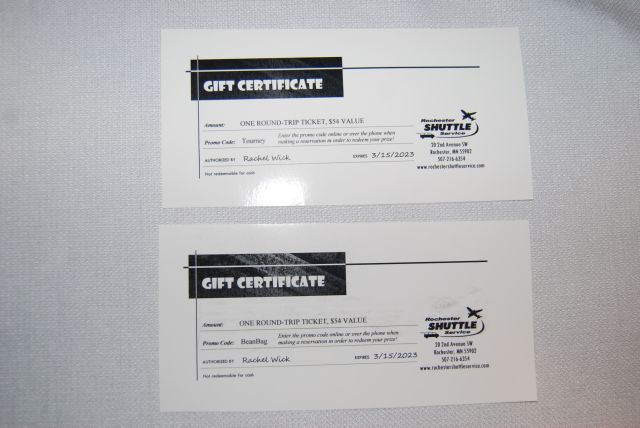 GIFT CERTIFICATE
Amount: ONE ROUND-TRIP TICKET, $54 VALUE
Promo Code: Tourney Enter the promo code online or over the phone when
making a reservation in order to redeem your prize!
AUTHORIZED BY Rachel Wick EXPIRES 3/15/2023
Not redeemable for cash
Rochester
SHUTTLE
Service
20 2nd Avenue SW
Rochester, MN 55902
507-216-6354
www.rochestershuttleservice.com
GIFT CERTIFICATE
Amount: ONE ROUND-TRIP TICKET, $54 VALUE
Promo Code: BeanBag Enter the promo code online or over the phone when
making a reservation in order to redeem your prize!
AUTHORIZED BY Rachel Wick EXPIRES 3/15/2023
Not redeemable for cash
Rochester
SHUTTLE
Service
20 2nd Avenue SW
Rochester, MN 55902
507-216-6354
www.rochestershuttleservice.com